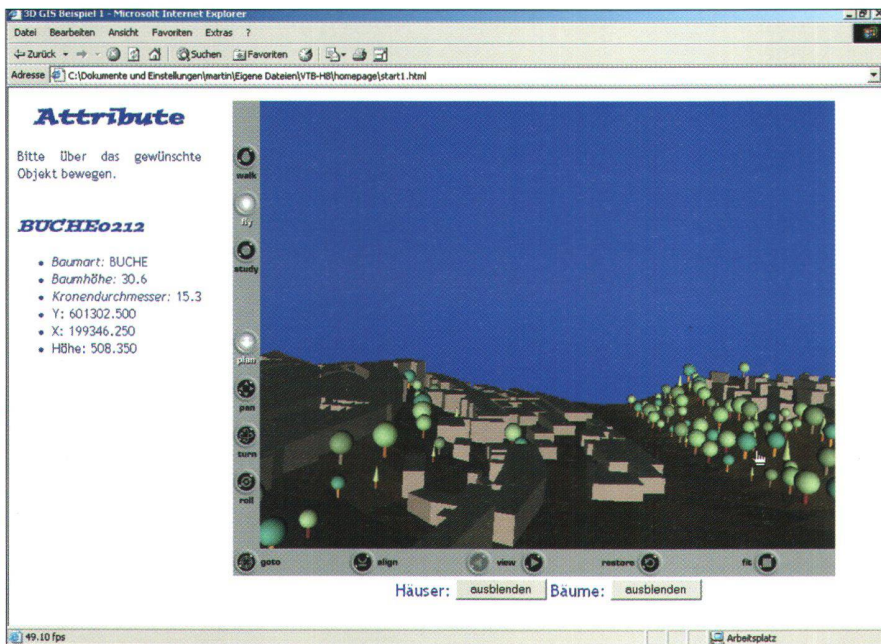 3D GIS Beispiel 1 - Microsoft Internet Explorer
Datei Bearbeiten Ansicht Favoriten Extras ?
Zurück Suchen Favoriten
Adresse C:\Dokumente und Einstellungen\martin\Eigene Dateien\VTB-HB\homepage\start1.html
Attribute
Bitte über das gewünschte
Objekt bewegen.
BUCHE0212
• Baumart: BUCHE
• Baumhöhe: 30.6
• Kronendurchmesser: 15.3
• Y: 601302.500
• X: 199346.250
• Höhe: 508.350
walk
fly
study
plan
pan
turn
roll
goto align view restore fit
Häuser: ausblenden Bäume: ausblenden
49.10 fps Arbeitsplatz